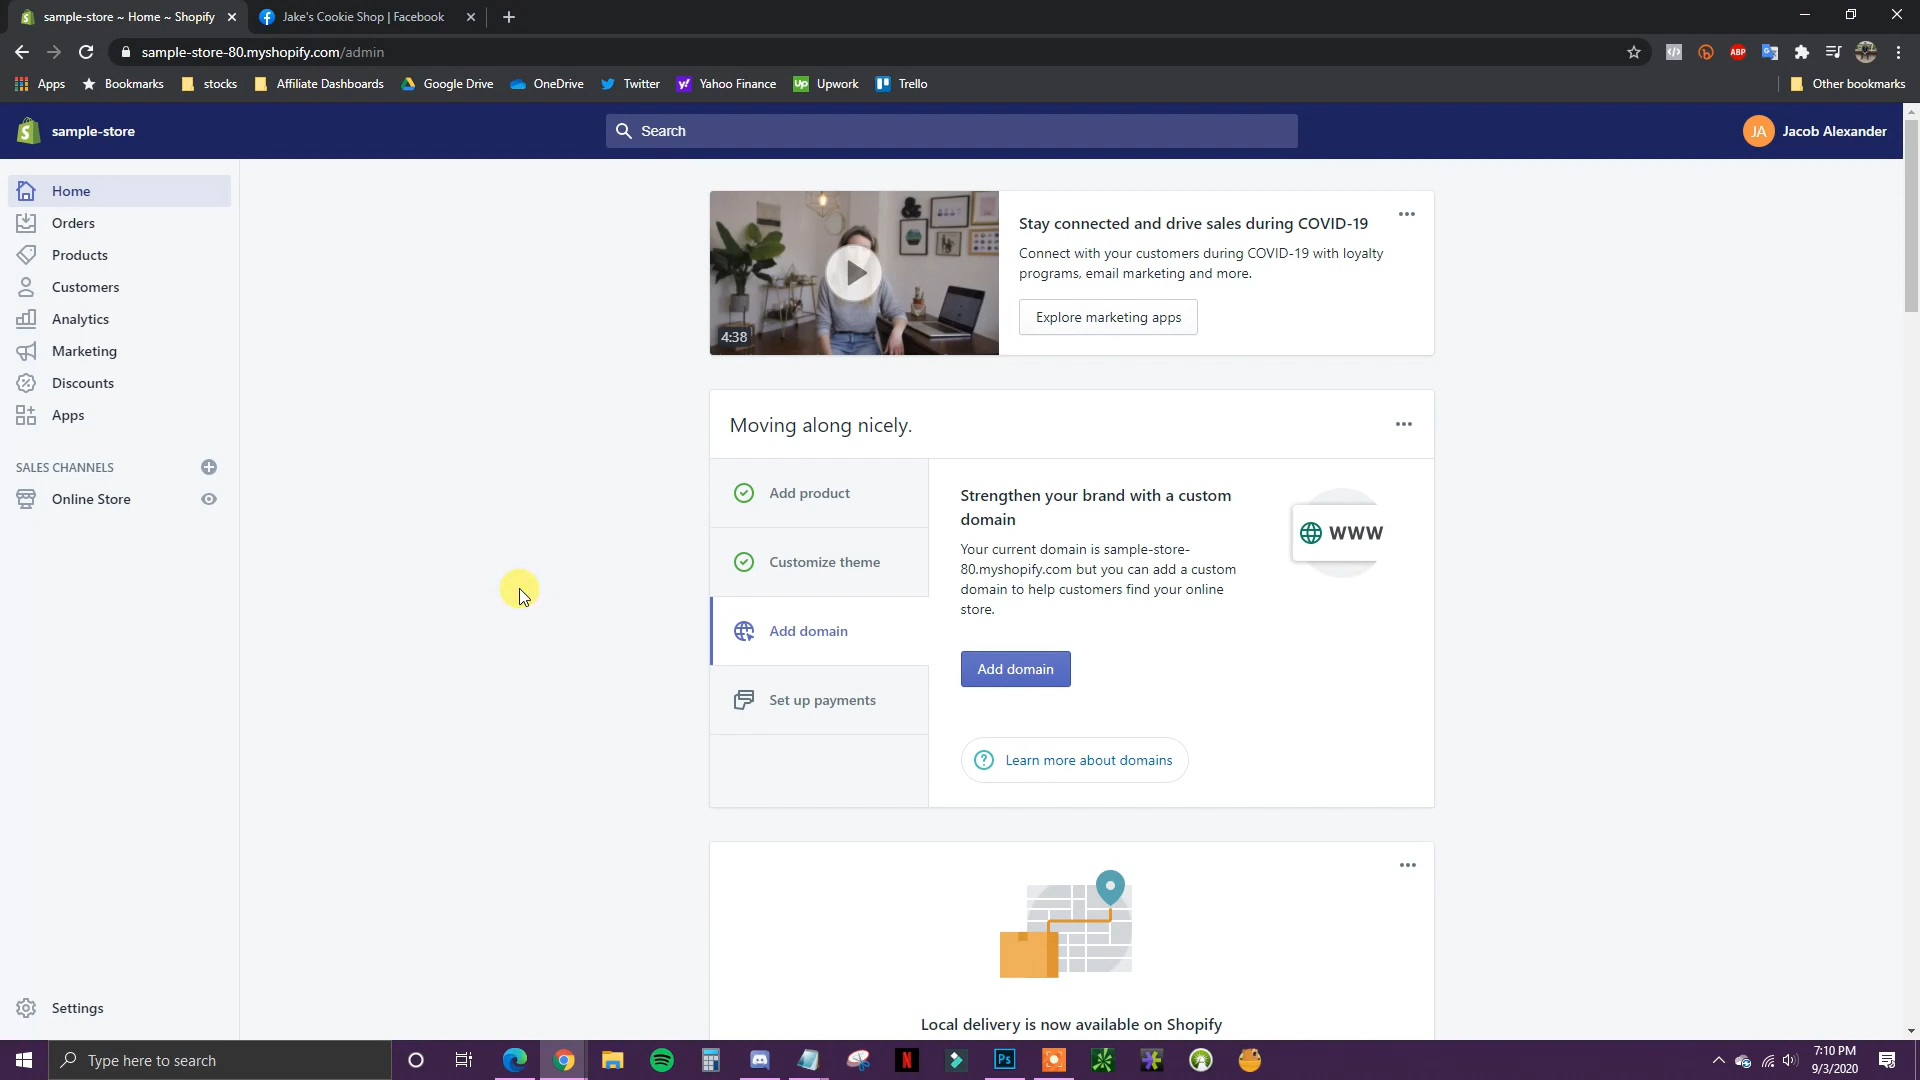 sample-store ~ Home ~ Shopify
Jake's Cookie Shop | Facebook
sample-store-80.myshopify.com/admin
ABP
Apps
Bookmarks
stocks
Affiliate Dashboards
Google Drive
OneDrive
Twitter
Yahoo Finance
Up
Upwork
Trello
Other bookmarks
sample-store
Search
JA
Jacob Alexander
Home
Orders
Products
Customers
Analytics
Marketing
Discounts
Apps
SALES CHANNELS
Online Store
Settings
4:38
Stay connected and drive sales during COVID-19
Connect with your customers during COVID-19 with loyalty
programs, email marketing and more.
Explore marketing apps
Moving along nicely.
Add product
Customize theme
Add domain
Set up payments
Strengthen your brand with a custom
domain
Your current domain is sample-store-
80.myshopify.com but you can add a custom
domain to help customers find your online
store.
WWW
Add domain
Learn more about domains
Local delivery is now available on Shopify
Type here to search
N
Ps
7:10 PM
9/3/2020